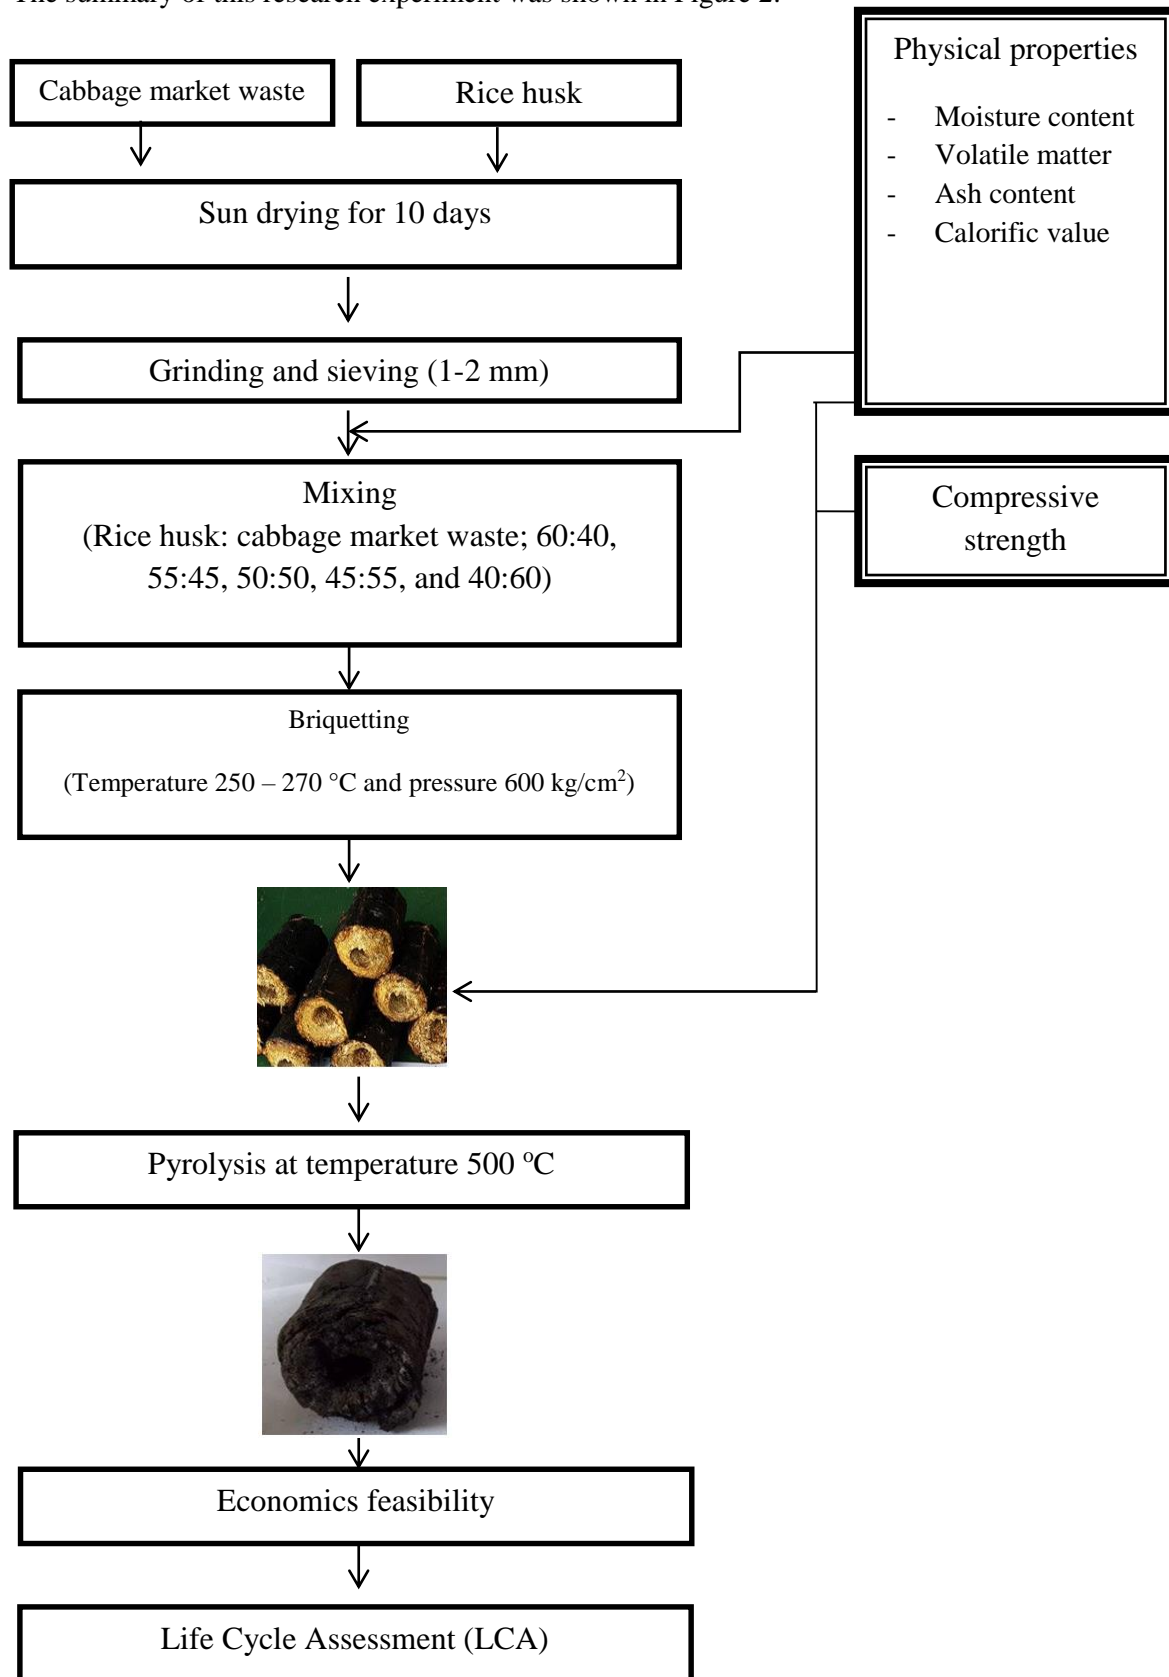 The summary of this research experiment was shown in Figure 2.
Cabbage market waste
Rice husk
Sun drying for 10 days
Grinding and sieving (1-2 mm)
Mixing
(Rice husk: cabbage market waste; 60:40,
55:45, 50:50, 45:55, and 40:60)
Briquetting
(Temperature 250 – 270 °C and pressure 600 kg/cm²)
Pyrolysis at temperature 500 ºC
Economics feasibility
Life Cycle Assessment (LCA)
Physical properties
- Moisture content
- Volatile matter
- Ash content
- Calorific value
Compressive
strength